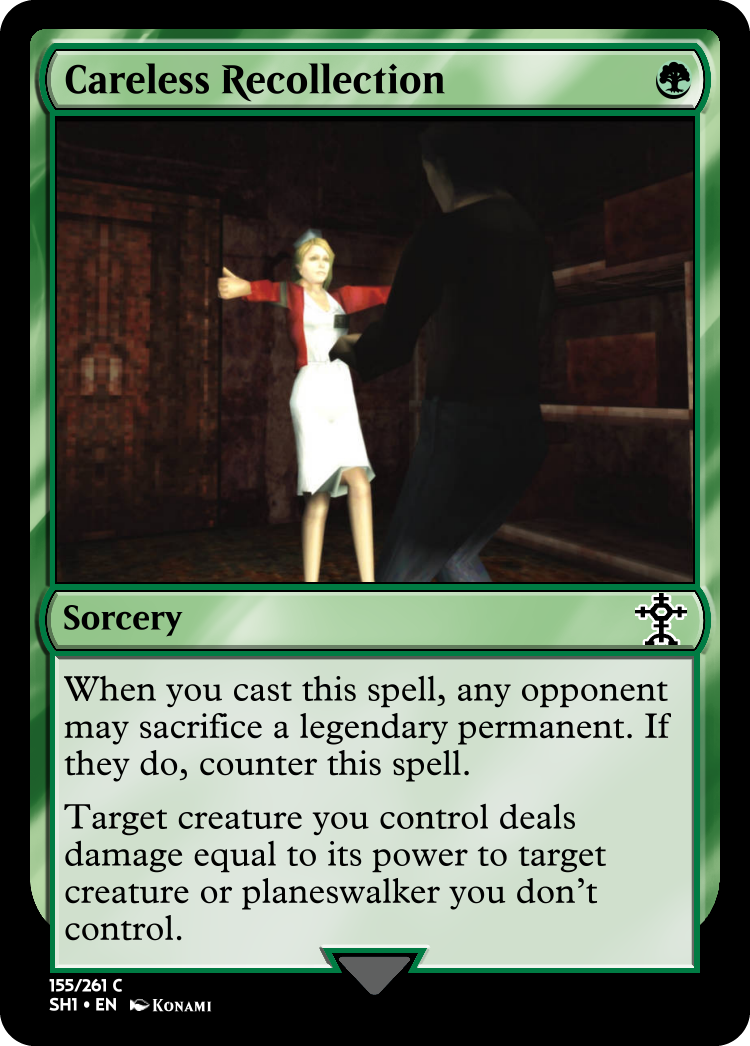 Careless Recollection
Sorcery
When you cast this spell, any opponent
may sacrifice a legendary permanent. If
they do, counter this spell.
Target creature you control deals
damage equal to its power to target
creature or planeswalker you don't
control.
155/261 C
SH1 • EN KONAMI